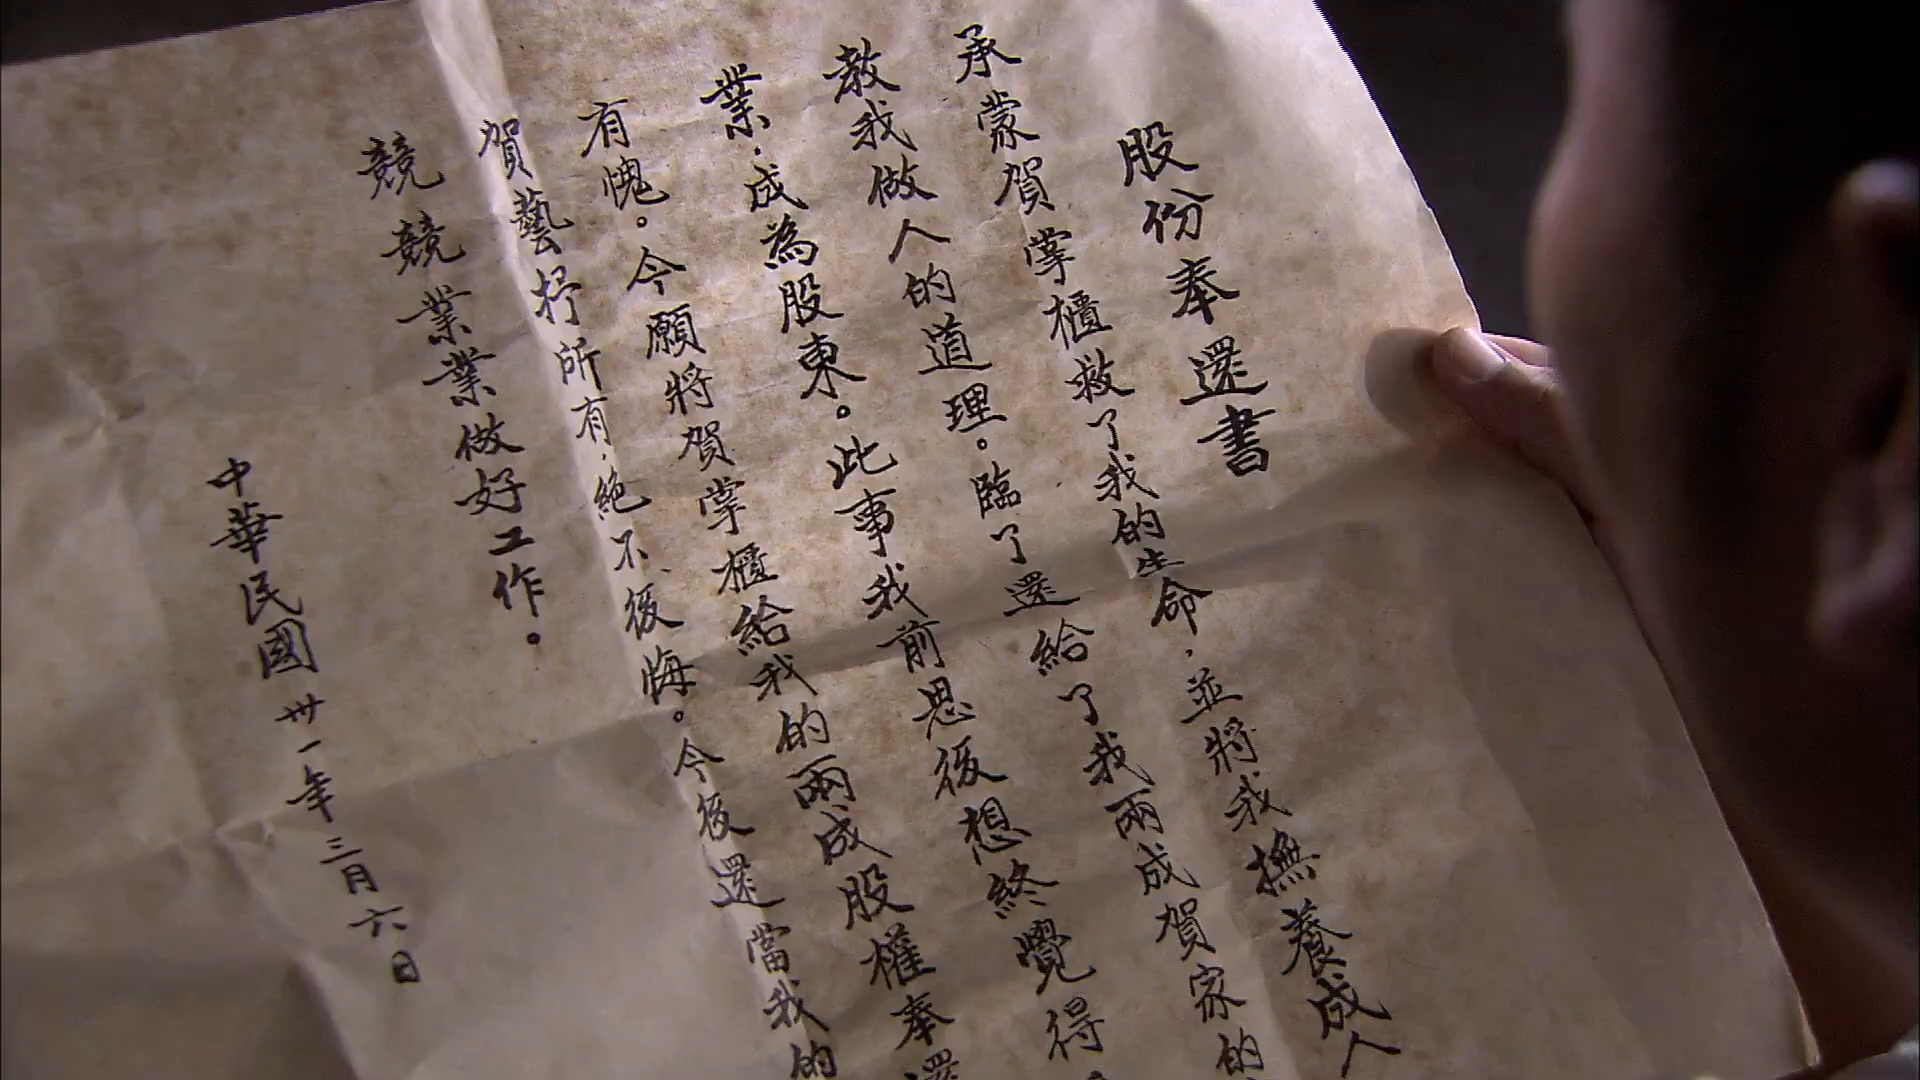 股份奉還書
承蒙賀掌櫃救了我的生命，並將我撫養成人
教我做人的道理。臨了還給了我兩成賀家的
業，成為股東。此事我前思後想終覺得
有愧。今願將賀掌櫃給我的兩成股權奉還
賀藝抒所有，絕不後悔。今後還當我的
競競業業做好工作。
中華民國卅一年三月六日